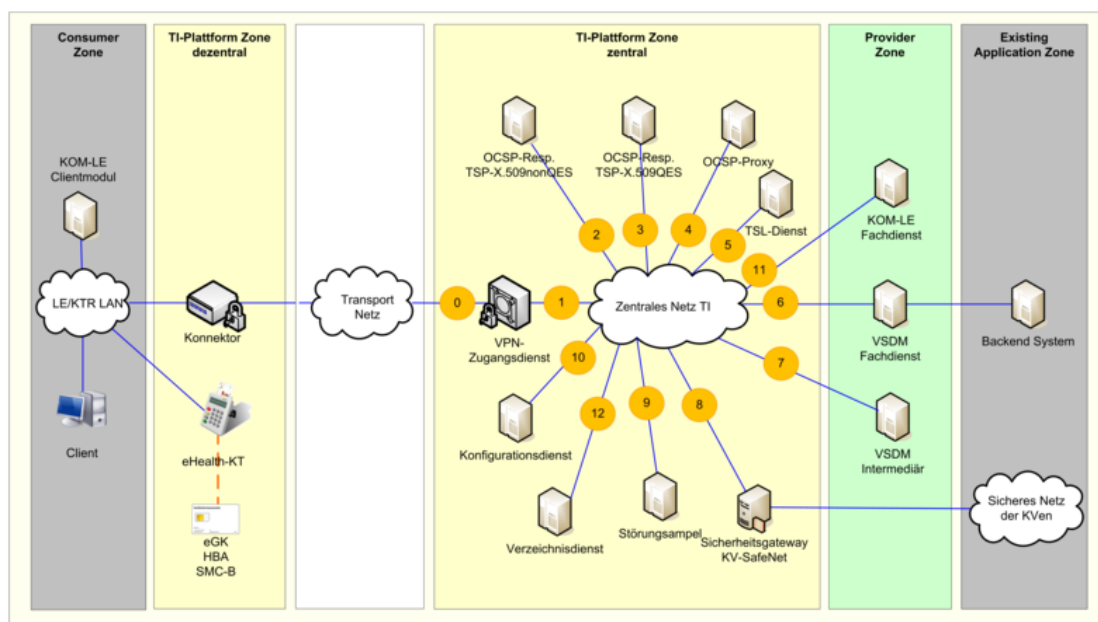 Consumer
Zone
TI-Plattform Zone
dezentral
TI-Plattform Zone
zentral
Provider
Zone
Existing
Application Zone
KOM-LE
Clientmodul
LE/KTR LAN
Client
Konnektor
eHealth-KT
eGK
HBA
SMC-B
Transport
Netz
0
VPN-
Zugangsdienst
1
OCSP-Resp.
TSP-X.509nonQES
OCSP-Resp.
TSP-X.509QES
OCSP-Proxy
TSL-Dienst
2
3
4
5
11
6
7
8
9
12
10
Zentrales Netz TI
Konfigurationsdienst
Verzeichnisdienst
Störungsampel
Sicherheitsgateway
KV-SafeNet
KOM-LE
Fachdienst
VSDM
Fachdienst
VSDM
Intermediär
Backend System
Sicheres Netz
der KVen